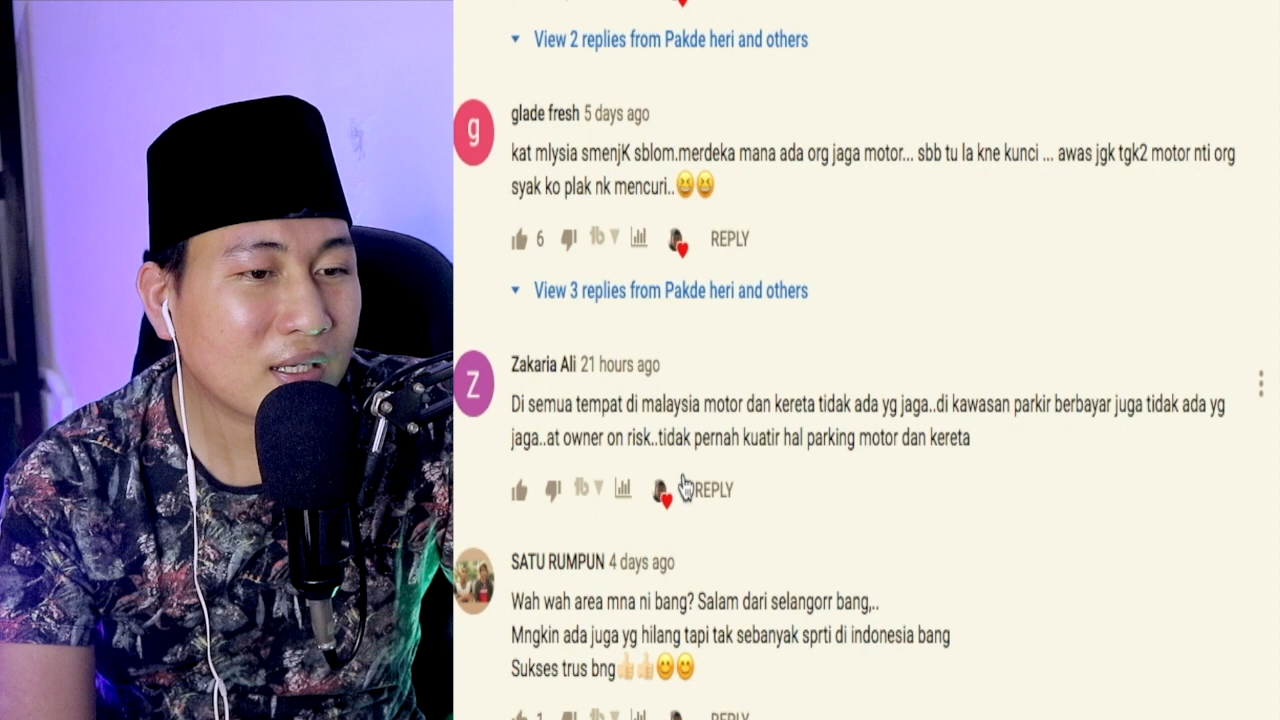 View 2 replies from Pakde heri and others
g
glade fresh 5 days ago
kat mlysia smenjK sblom.merdeka mana ada org jaga motor... sbb tu la kne kunci ... awas jgk tgk2 motor nti org
syak ko plak nk mencuri..😆😆
6 REPLY
View 3 replies from Pakde heri and others
Z
Zakaria Ali 21 hours ago
Di semua tempat di malaysia motor dan kereta tidak ada yg jaga..di kawasan parkir berbayar juga tidak ada yg
jaga..at owner on risk..tidak pernah kuatir hal parking motor dan kereta
REPLY
SATU RUMPUN 4 days ago
Wah wah area mna ni bang? Salam dari selangorr bang,..
Mngkin ada juga yg hilang tapi tak sebanyak sprti di indonesia bang
Sukses trus bng👍🏻👍🏻😊😊
1 REPLY